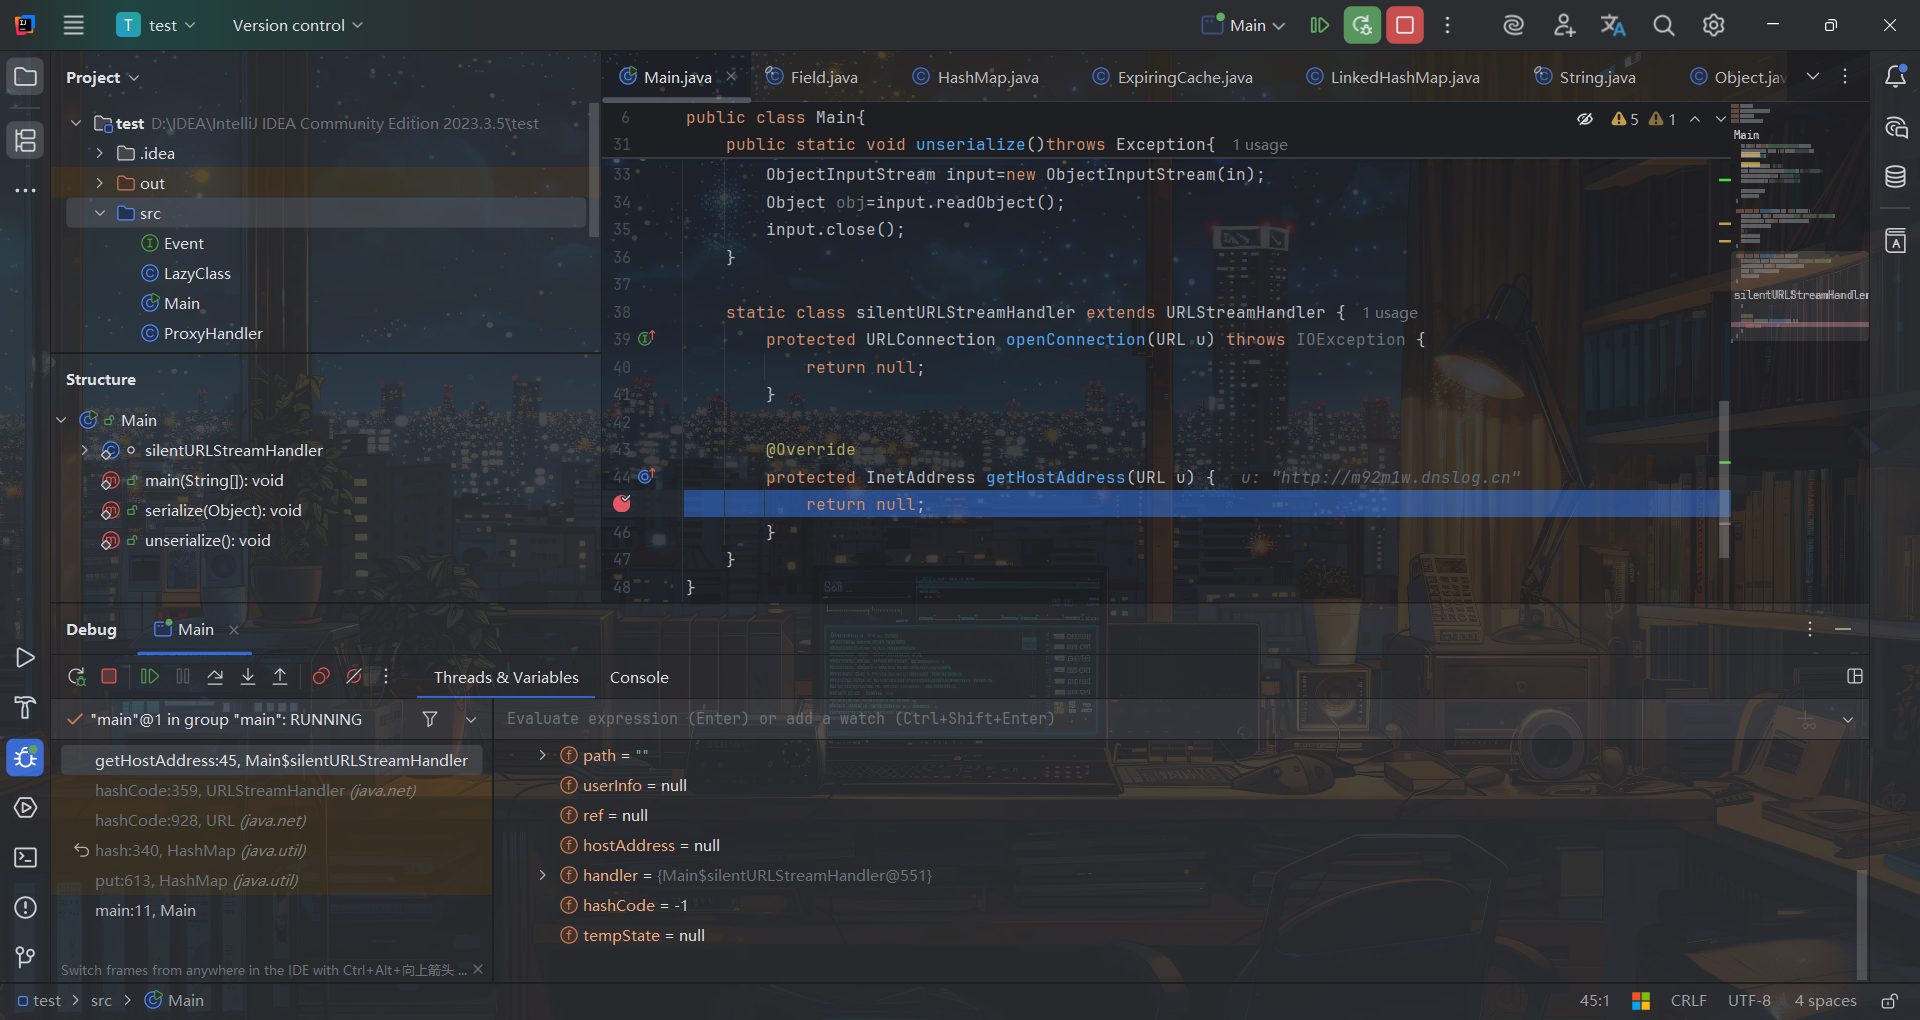 T test
Version control
Main
Project
test D:\IDEA\IntelliJ IDEA Community Edition 2023.3.5\test
.idea
out
src
Event
LazyClass
Main
ProxyHandler
Structure
Main
silentURLStreamHandler
main(String[]): void
serialize(Object): void
unserialize(): void
Main.java
Field.java
HashMap.java
ExpiringCache.java
LinkedHashMap.java
String.java
Object.jav
5
1
6 public class Main{
31 public static void unserialize()throws Exception{ 1 usage
33 ObjectInputStream input=new ObjectInputStream(in);
34 Object obj=input.readObject();
35 input.close();
36 }
37
38 static class silentURLStreamHandler extends URLStreamHandler { 1 usage
39 protected URLConnection openConnection(URL u) throws IOException {
40 return null;
41 }
42
43 @Override
44 protected InetAddress getHostAddress(URL u) { u: "http://m92m1w.dnslog.cn"
return null;
46 }
47 }
48 }
Main
silentURLStreamHandler
Debug
Main
Threads & Variables
Console
"main"@1 in group "main": RUNNING
Evaluate expression (Enter) or add a watch (Ctrl+Shift+Enter)
getHostAddress:45, Main$silentURLStreamHandler
hashCode:359, URLStreamHandler (java.net)
hashCode:928, URL (java.net)
hash:340, HashMap (java.util)
put:613, HashMap (java.util)
main:11, Main
Switch frames from anywhere in the IDE with Ctrl+Alt+向上箭头 ...
path = ""
userInfo = null
ref = null
hostAddress = null
handler = {Main$silentURLStreamHandler@551}
hashCode = -1
tempState = null
test > src > Main
45:1
CRLF
UTF-8
4 spaces